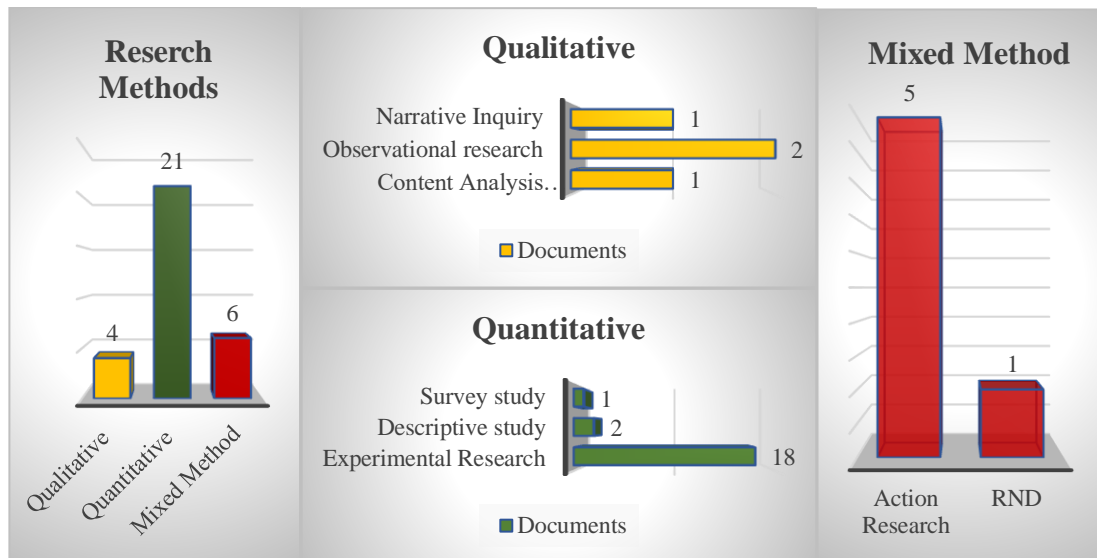 Reserch
Methods
4
21
6
Qualitative
Quantitative
Mixed Method
Qualitative
Narrative Inquiry 1
Observational research 2
Content Analysis.. 1
Documents
Quantitative
Survey study 1
Descriptive study 2
Experimental Research 18
Documents
Mixed Method
5
1
Action
Research
RND